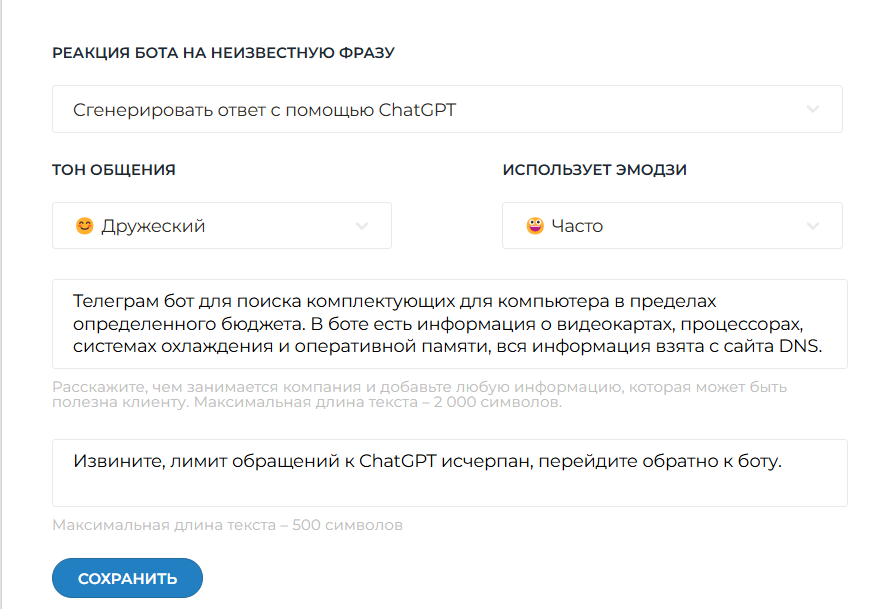 РЕАКЦИЯ БОТА НА НЕИЗВЕСТНУЮ ФРАЗУ
Сгенерировать ответ с помощью ChatGPT
ТОН ОБЩЕНИЯ
ИСПОЛЬЗУЕТ ЭМОДЗИ
😊 Дружеский
😀 Часто
Телеграм бот для поиска комплектующих для компьютера в пределах
определенного бюджета. В боте есть информация о видеокартах, процессорах,
системах охлаждения и оперативной памяти, вся информация взята с сайта DNS.
Расскажите, чем занимается компания и добавьте любую информацию, которая может быть
полезна клиенту. Максимальная длина текста – 2 000 символов.
Извините, лимит обращений к ChatGPT исчерпан, перейдите обратно к боту.
Максимальная длина текста – 500 символов
СОХРАНИТЬ